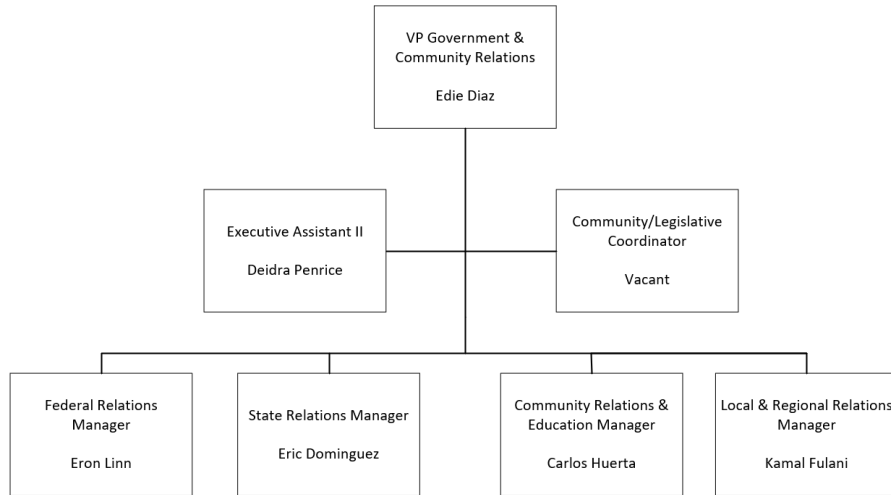 VP Government &
Community Relations
Edie Diaz
Executive Assistant II
Deidra Penrice
Community/Legislative
Coordinator
Vacant
Federal Relations
Manager
Eron Linn
State Relations Manager
Eric Dominguez
Community Relations &
Education Manager
Carlos Huerta
Local & Regional Relations
Manager
Kamal Fulani